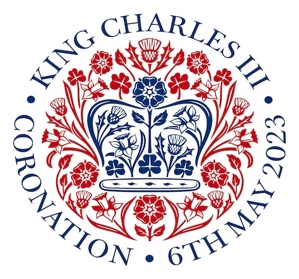 • KING CHARLES III •
CORONATION • 6TH MAY 2023